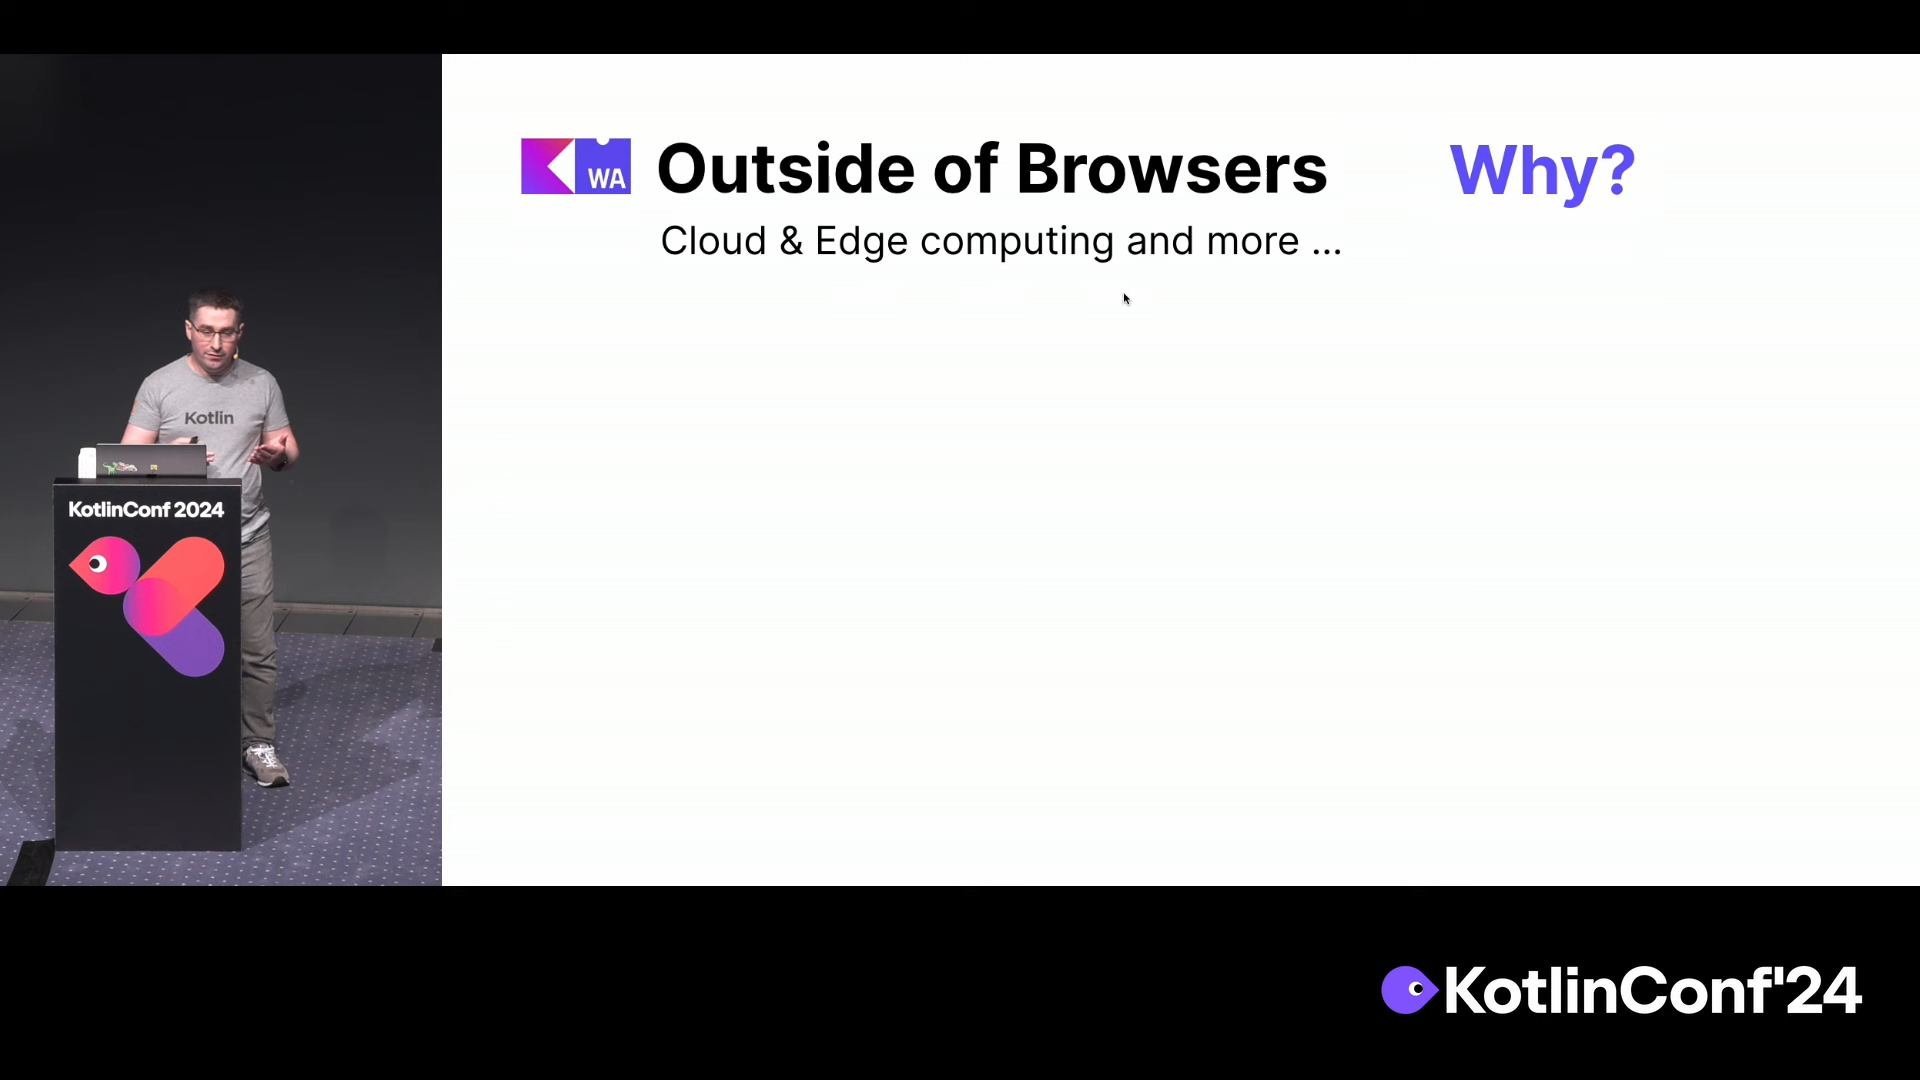 WA Outside of Browsers Why?
Cloud & Edge computing and more ...
Kotlin
KotlinConf 2024
KotlinConf'24